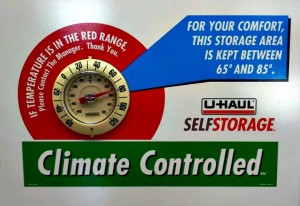 IF TEMPERATURE IS IN THE RED RANGE,
Please Contact The Manager. Thank You.
FOR YOUR COMFORT,
THIS STORAGE AREA
IS KEPT BETWEEN
65° AND 85°.
U-HAUL
SELFSTORAGE
Climate Controlled